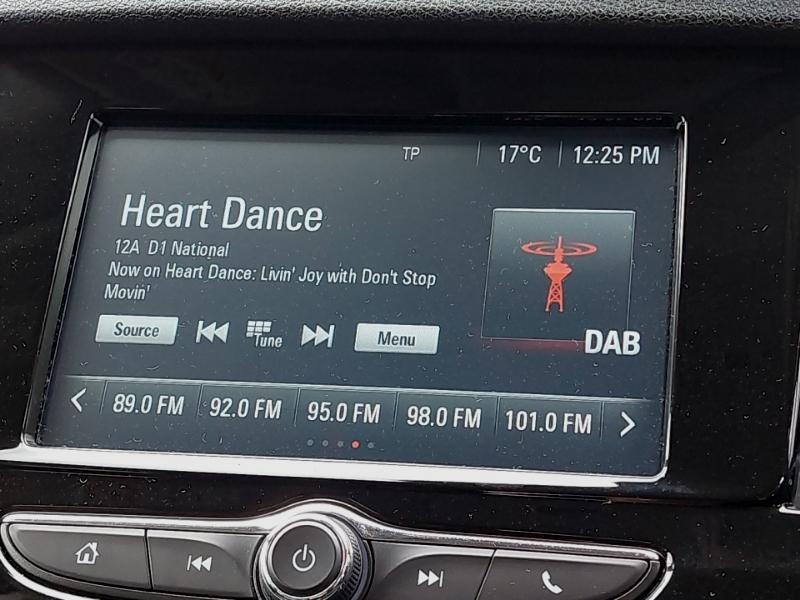 TP 17°C 12:25 PM
Heart Dance
12A D1 National
Now on Heart Dance: Livin' Joy with Don't Stop
Movin'
Source Tune Menu
DAB
89.0 FM 92.0 FM 95.0 FM 98.0 FM 101.0 FM